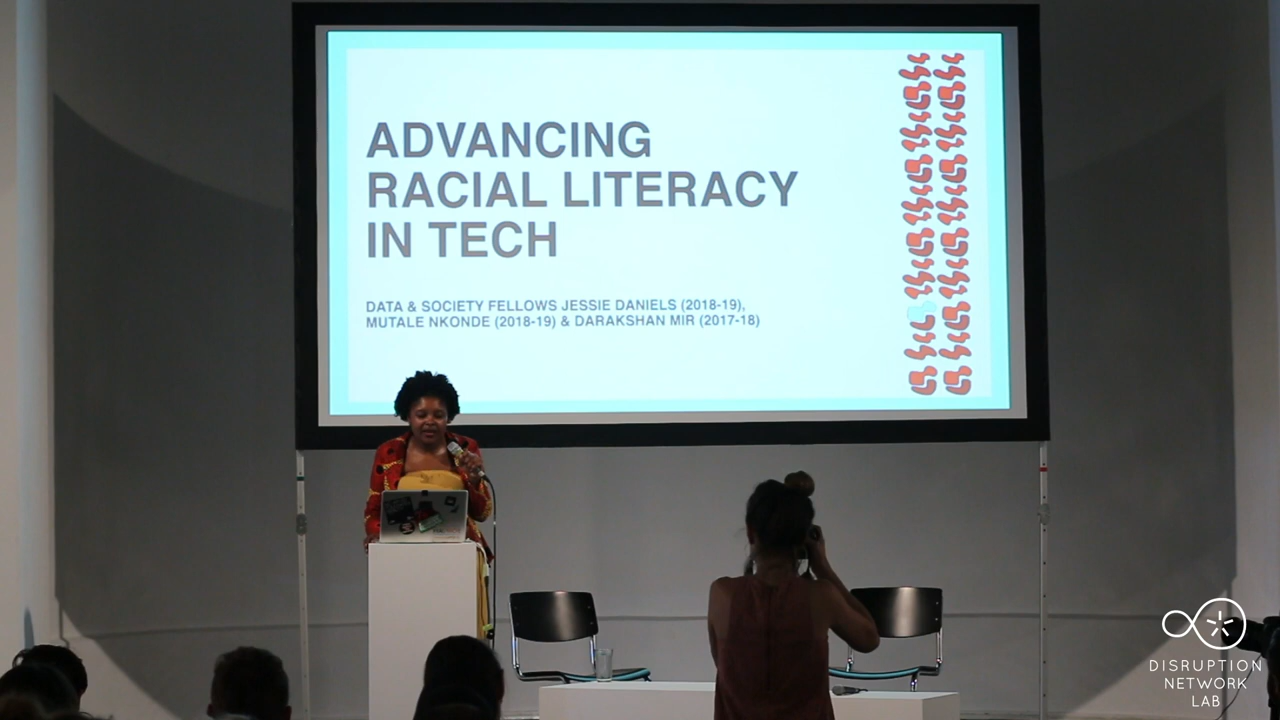 ADVANCING
RACIAL LITERACY
IN TECH
DATA & SOCIETY FELLOWS JESSIE DANIELS (2018-19),
MUTALE NKONDE (2018-19) & DARAKSHAN MIR (2017-18)
DISRUPTION
NETWORK
LAB